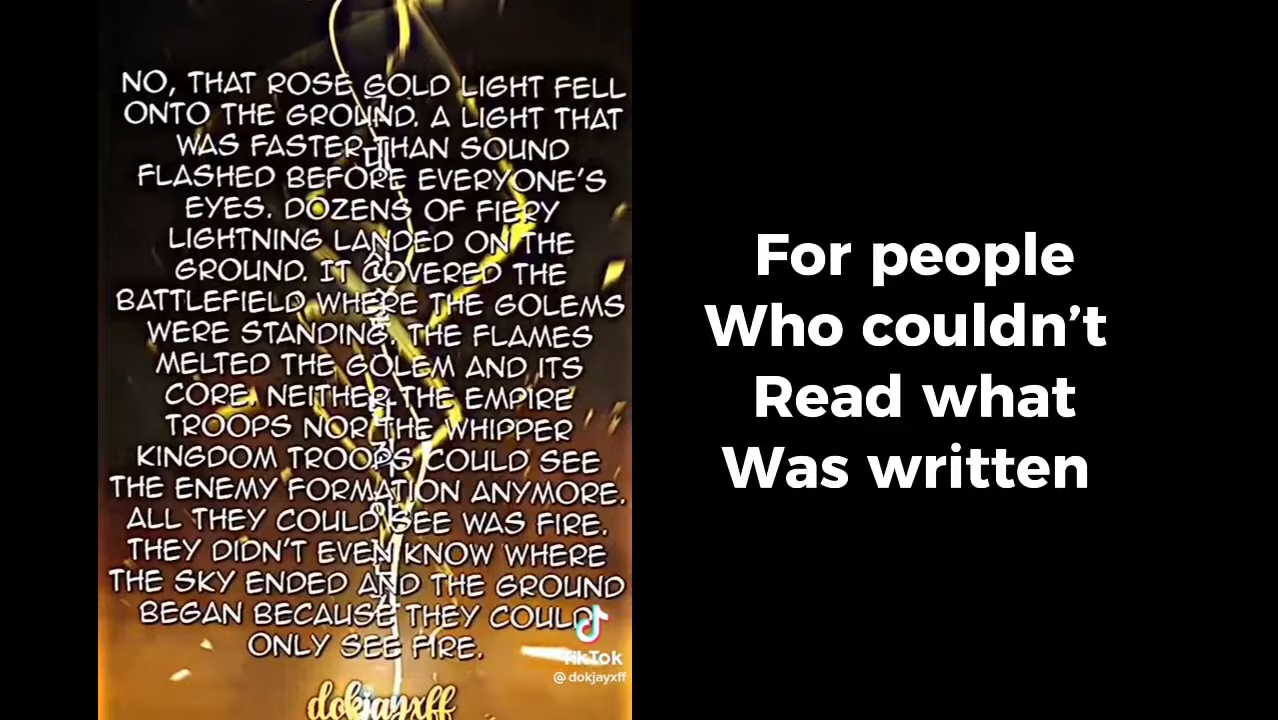 NO, THAT ROSE GOLD LIGHT FELL
ONTO THE GROUND. A LIGHT THAT
WAS FASTER THAN SOUND
FLASHED BEFORE EVERYONE'S
EYES. DOZENS OF FIERY
LIGHTNING LANDED ON THE
GROUND. IT COVERED THE
BATTLEFIELD WHERE THE GOLEMS
WERE STANDING. THE FLAMES
MELTED THE GOLEM AND ITS
CORE. NEITHER THE EMPIRE
TROOPS NOR THE WHIPPER
KINGDOM TROOPS COULD SEE
THE ENEMY FORMATION ANYMORE.
ALL THEY COULD SEE WAS FIRE.
THEY DIDN'T EVEN KNOW WHERE
THE SKY ENDED AND THE GROUND
BEGAN BECAUSE THEY COULD
ONLY SEE FIRE.
TikTok
@dokjayxff
dokjayxff
For people
Who couldn't
Read what
Was written